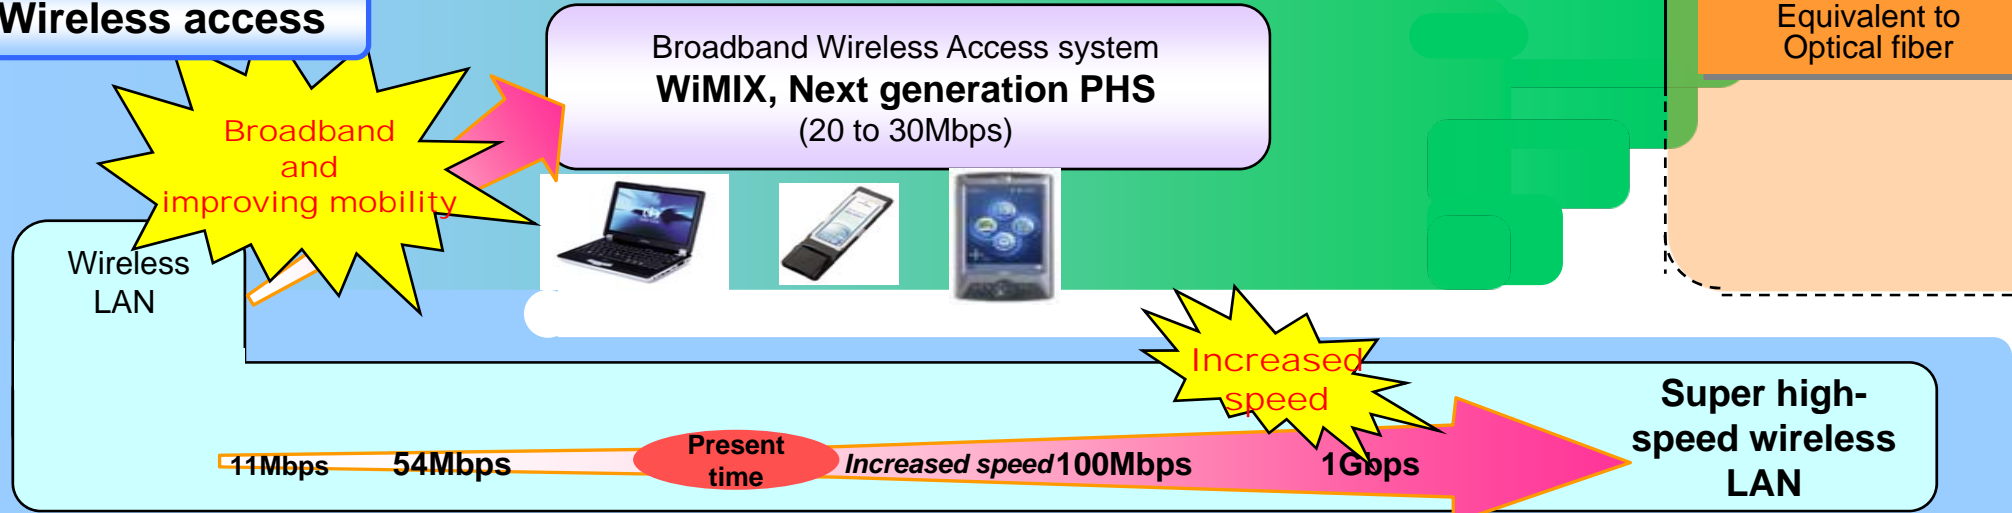 Wireless access
Equivalent to
Optical fiber
Broadband Wireless Access system
WiMIX, Next generation PHS
(20 to 30Mbps)
Broadband
and
improving mobility
Wireless
LAN
Increased
speed
11Mbps
54Mbps
Present
time
Increased speed
100Mbps
1Gbps
Super high-
speed wireless
LAN